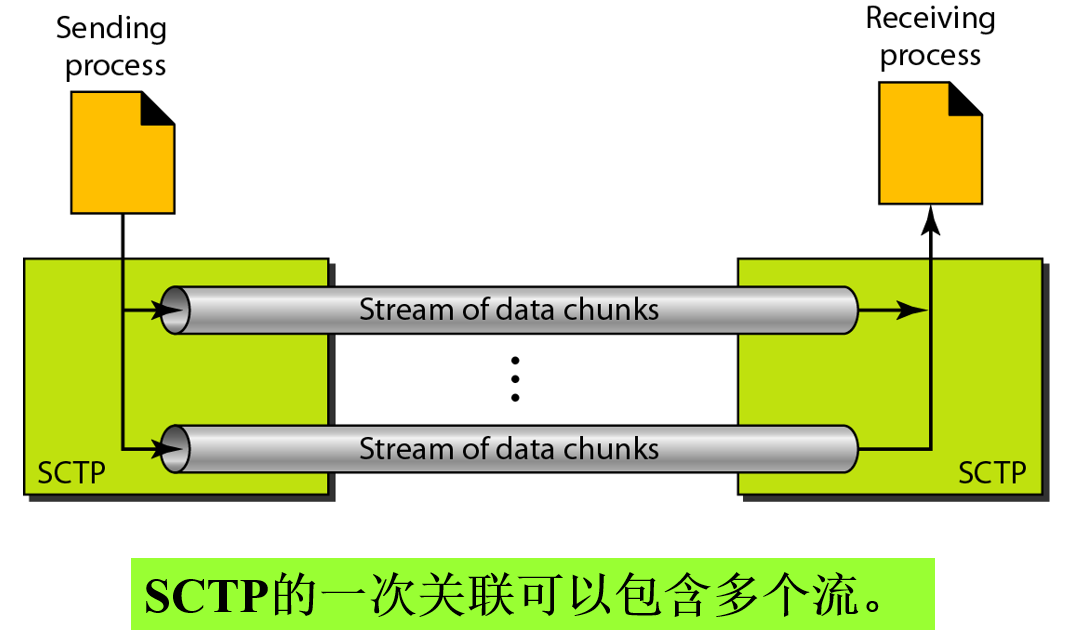 Sending
process
Receiving
process
Stream of data chunks
Stream of data chunks
SCTP
SCTP
SCTP的一次关联可以包含多个流。